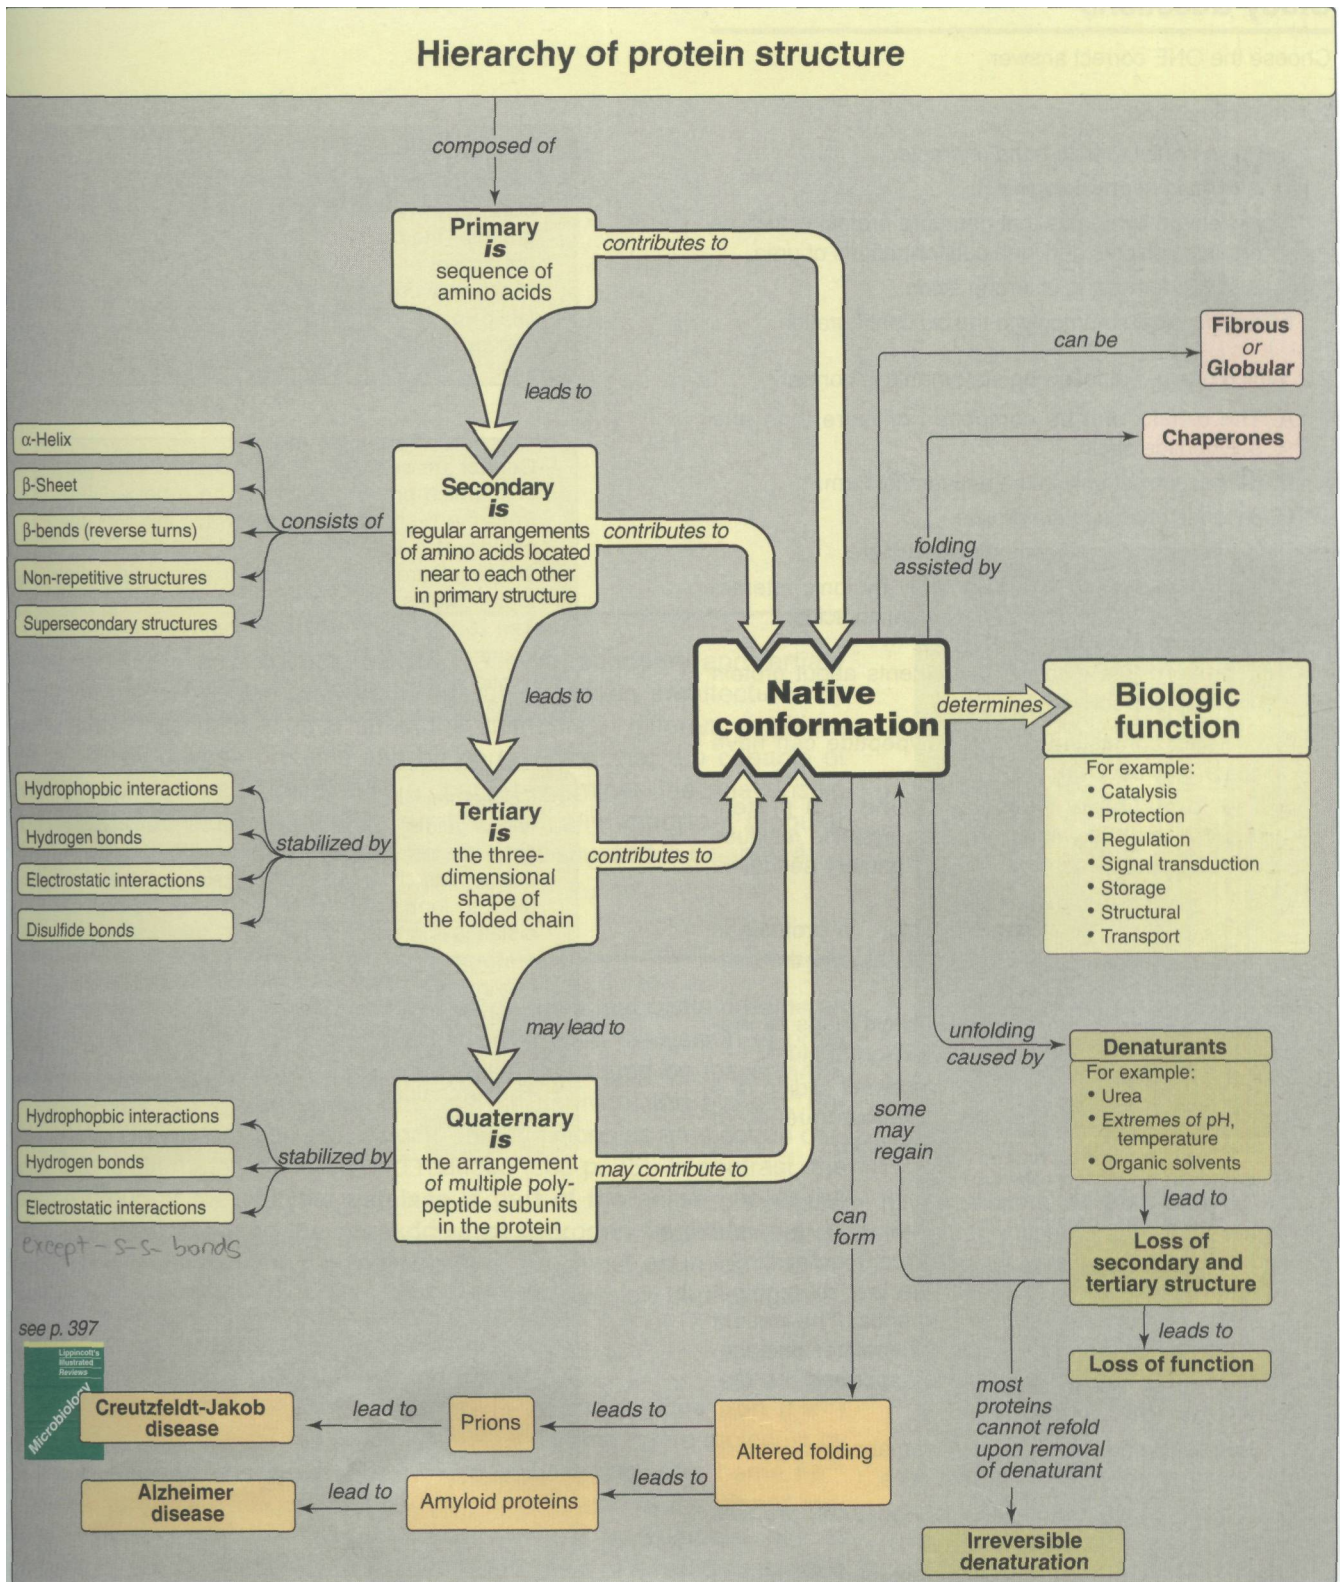 Hierarchy of protein structure
composed of
Primary
is
sequence of
amino acids
contributes to
leads to
Fibrous
or
Globular
can be
Chaperones
folding
assisted by
α-Helix
β-Sheet
β-bends (reverse turns)
Non-repetitive structures
Supersecondary structures
consists of
Secondary
is
regular arrangements
of amino acids located
near to each other
in primary structure
contributes to
leads to
Native
conformation
determines
Biologic
function
For example:
• Catalysis
• Protection
• Regulation
• Signal transduction
• Storage
• Structural
• Transport
Hydrophopbic interactions
Hydrogen bonds
Electrostatic interactions
Disulfide bonds
stabilized by
Tertiary
is
the three-
dimensional
shape of
the folded chain
contributes to
may lead to
unfolding
caused by
Denaturants
For example:
• Urea
• Extremes of pH,
temperature
• Organic solvents
lead to
Loss of
secondary and
tertiary structure
leads to
Loss of function
some
may
regain
can
form
Hydrophopbic interactions
Hydrogen bonds
Electrostatic interactions
except - s-s- bonds
stabilized by
Quaternary
is
the arrangement
of multiple poly-
peptide subunits
in the protein
may contribute to
most
proteins
cannot refold
upon removal
of denaturant
Irreversible
denaturation
see p. 397
Lippincott's
Illustrated
Reviews
Microbiology
Creutzfeldt-Jakob
disease
lead to
Prions
leads to
Altered folding
Alzheimer
disease
lead to
Amyloid proteins
leads to